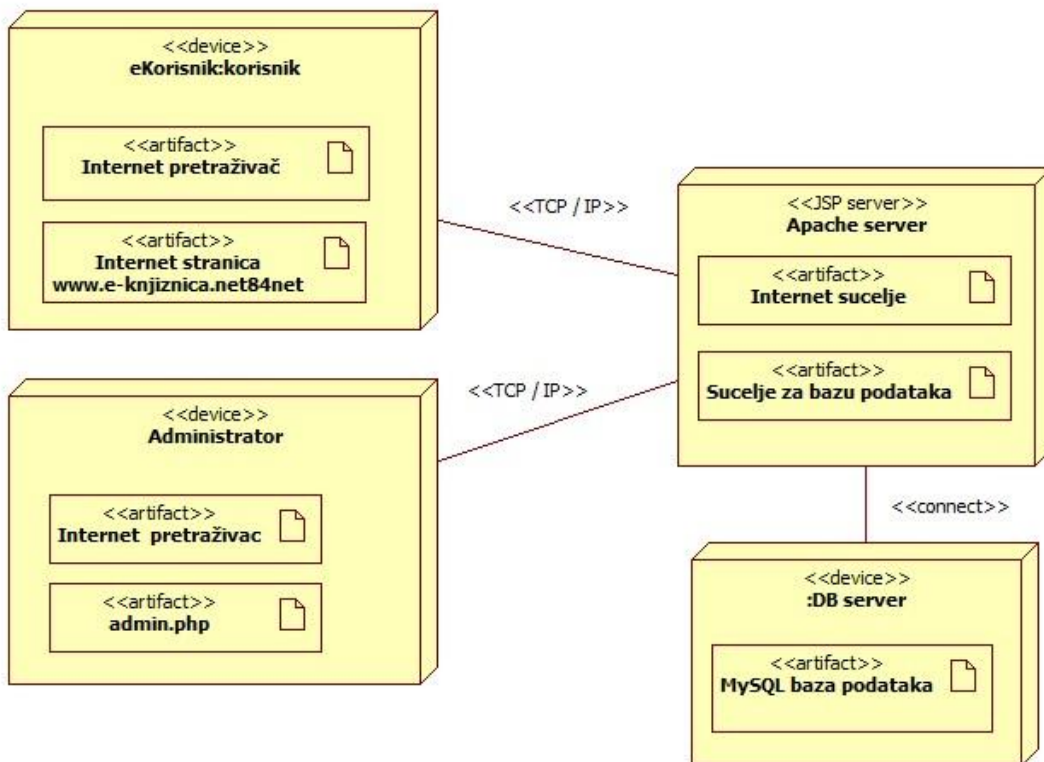 <<device>>
eKorisnik:korisnik
<<artifact>>
Internet pretraživač
<<artifact>>
Internet stranica
www.e-knjiznica.net84net
<<TCP / IP>>
<<JSP server>>
Apache server
<<artifact>>
Internet sucelje
<<artifact>>
Sucelje za bazu podataka
<<TCP / IP>>
<<device>>
Administrator
<<artifact>>
Internet pretraživac
<<artifact>>
admin.php
<<connect>>
<<device>>
:DB server
<<artifact>>
MySQL baza podataka